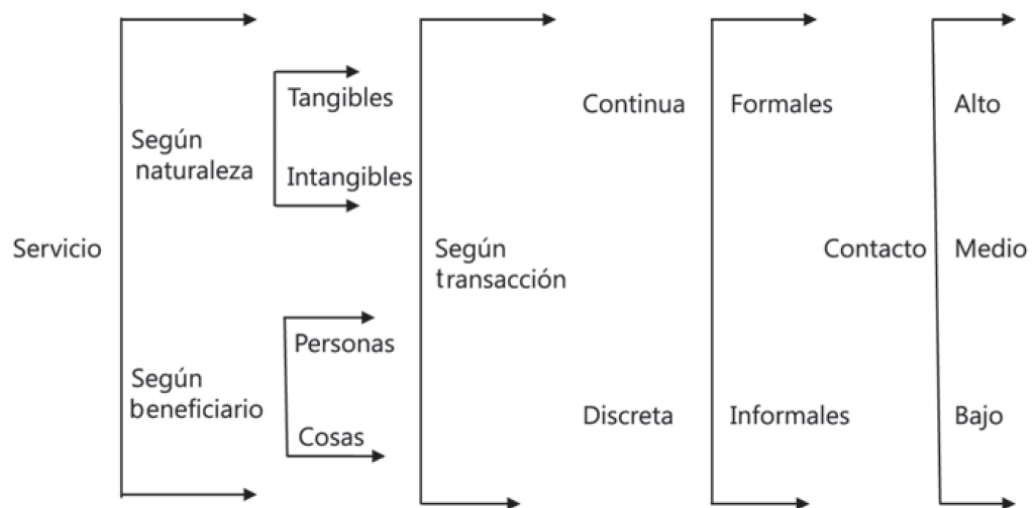 Servicio
Según
naturaleza
Tangibles
Intangibles
Según
beneficiario
Personas
Cosas
Según
transacción
Continua
Discreta
Formales
Informales
Contacto
Alto
Medio
Bajo